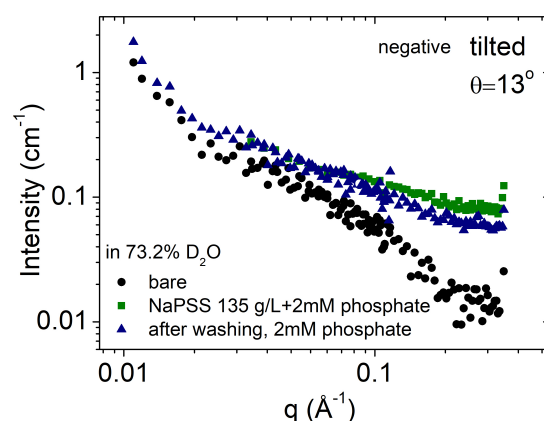 negative tilted
θ=13°
1
0.1
0.01
Intensity (cm⁻¹)
in 73.2% D₂O
bare
NaPSS 135 g/L+2mM phosphate
after washing, 2mM phosphate
0.01 0.1
q (Å⁻¹)